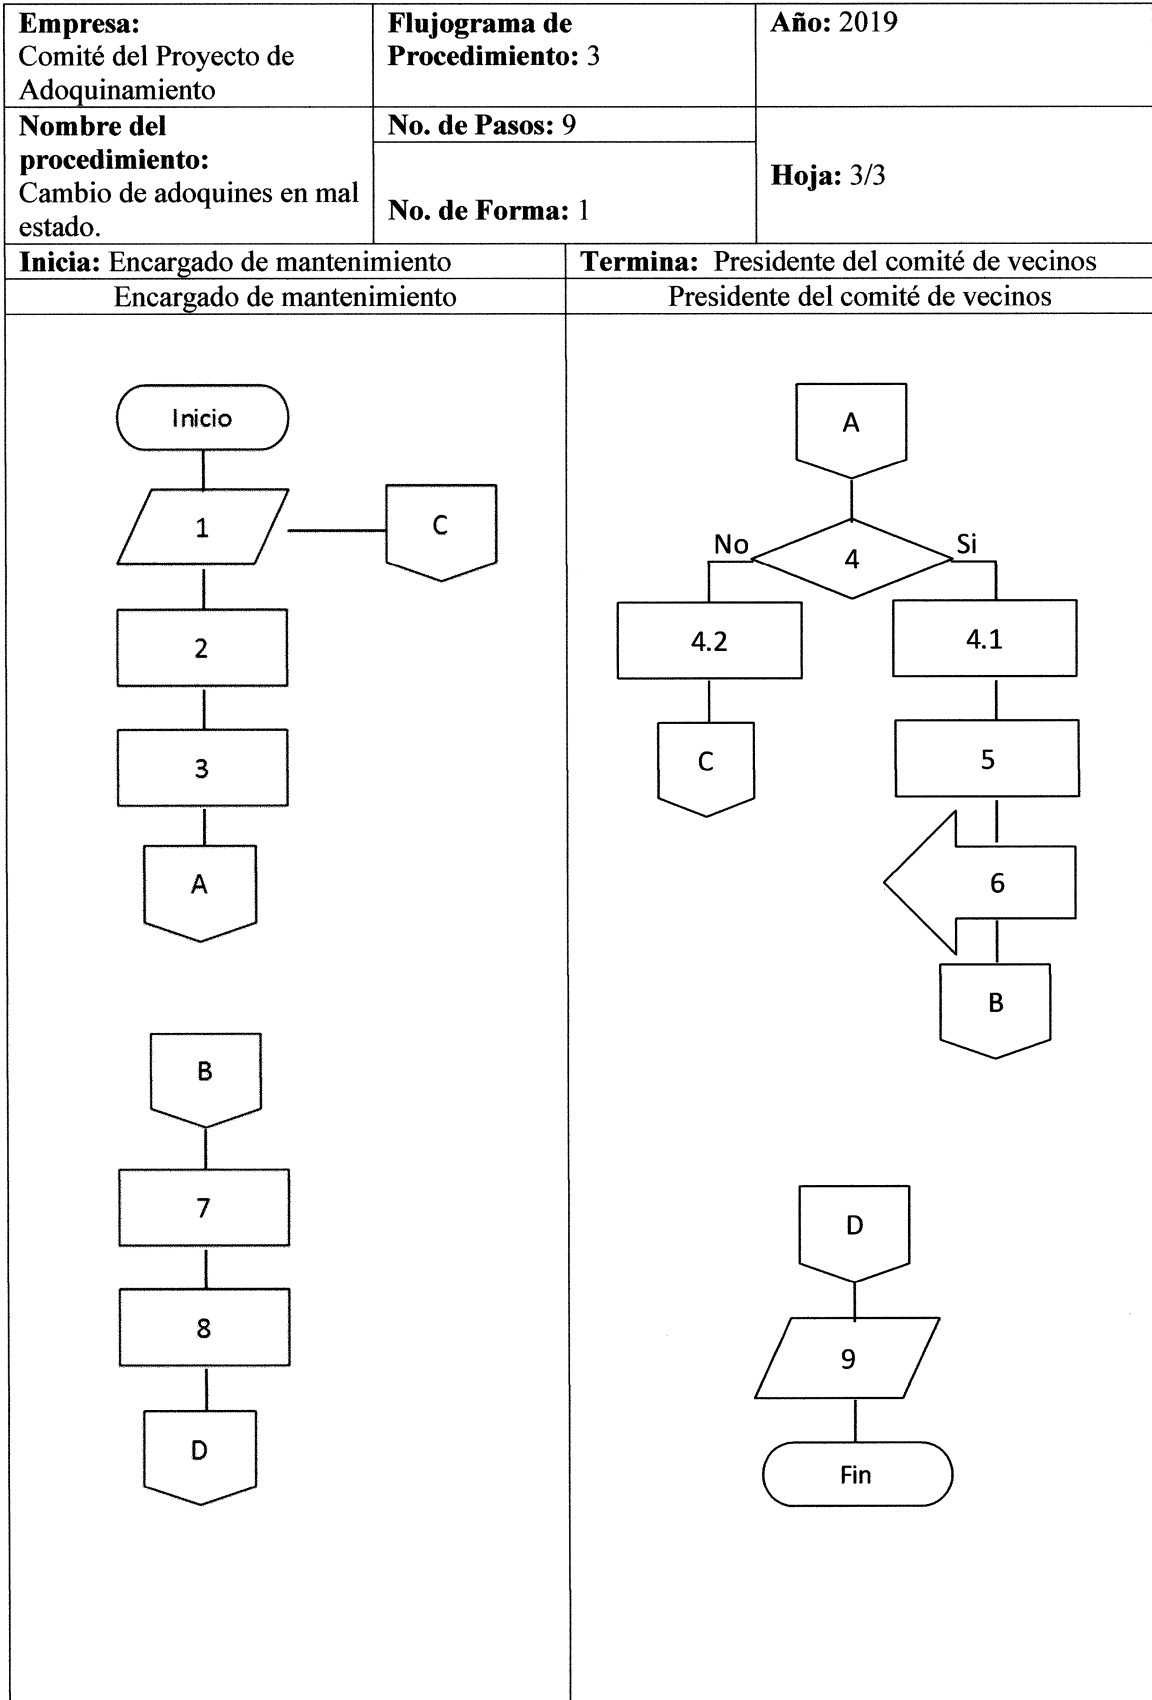 Empresa:
Comité del Proyecto de
Adoquinamiento
Flujograma de
Procedimiento: 3
Año: 2019
Nombre del
procedimiento:
Cambio de adoquines en mal
estado.
No. de Pasos: 9
No. de Forma: 1
Hoja: 3/3
Inicia: Encargado de mantenimiento
Termina: Presidente del comité de vecinos
Encargado de mantenimiento
Presidente del comité de vecinos
Inicio
1
C
2
3
A
B
7
8
D
A
No
4
Si
4.2
4.1
C
5
6
B
D
9
Fin